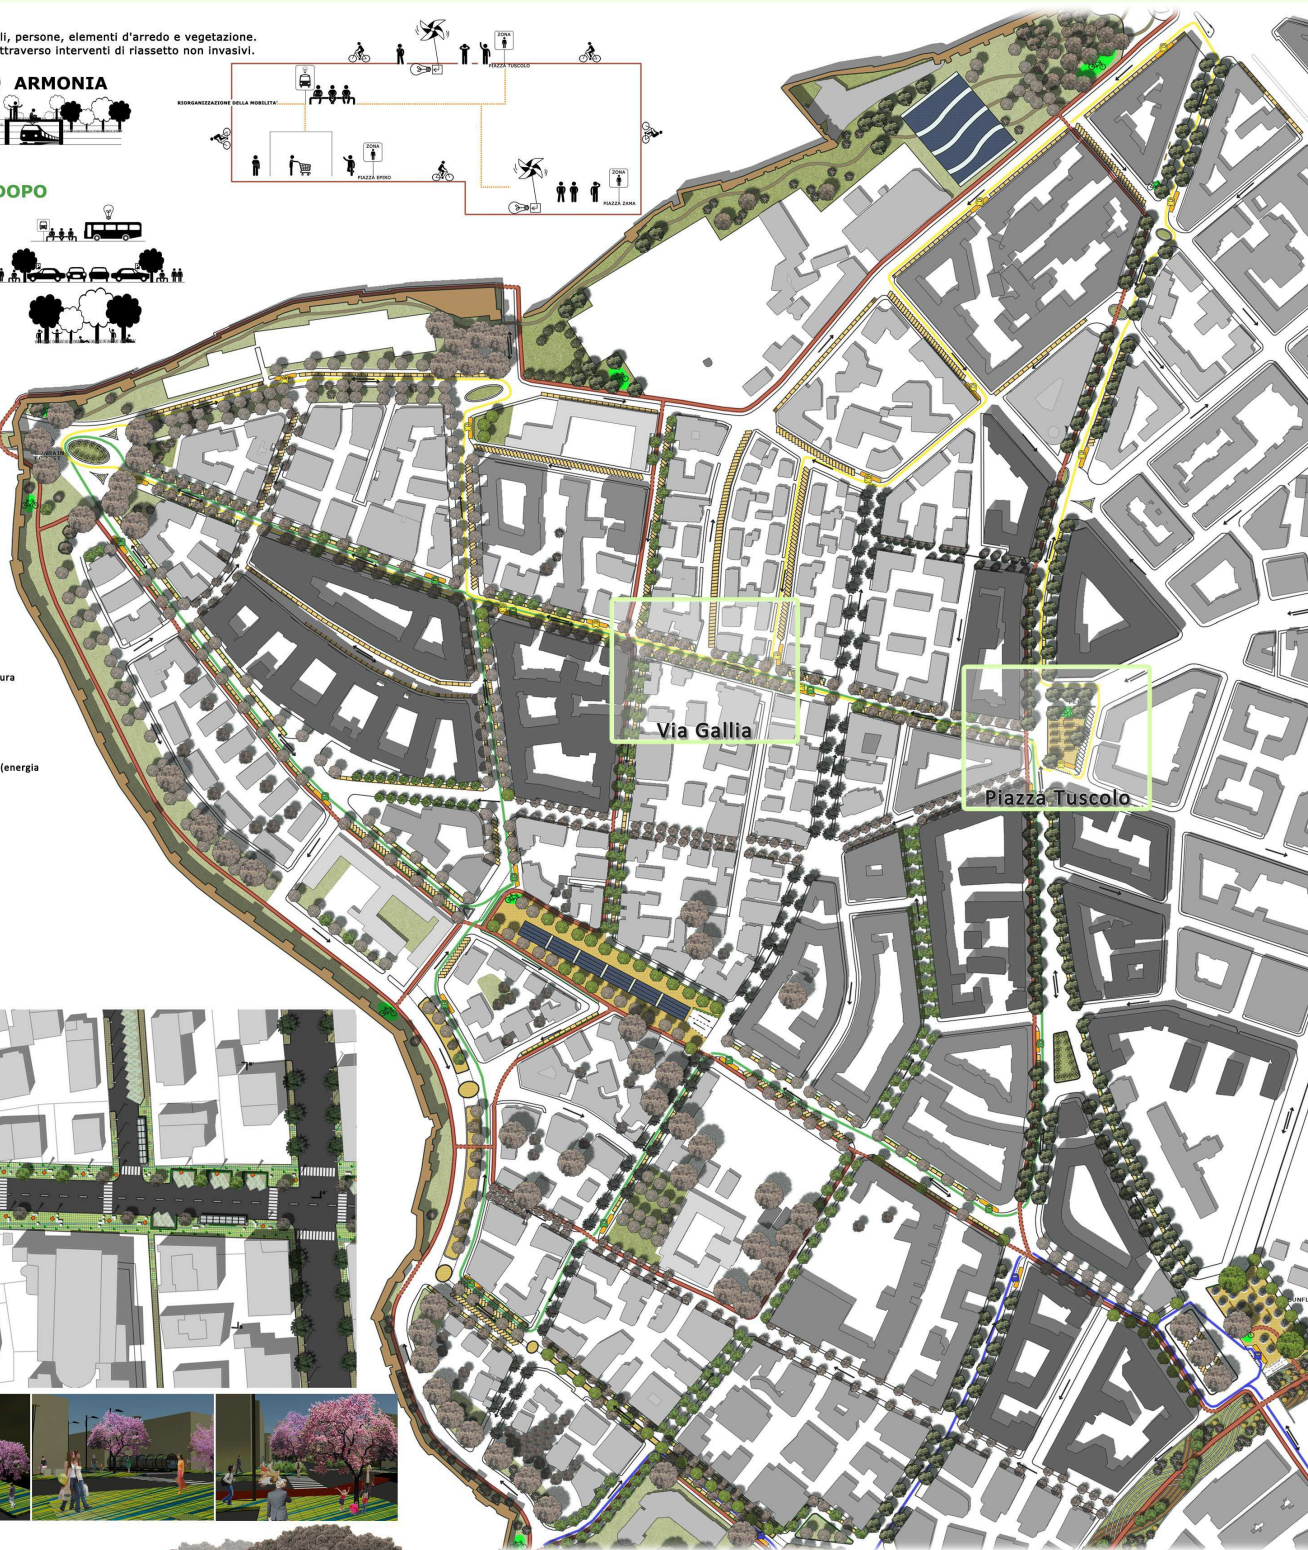 li, persone, elementi d'arredo e vegetazione.
ttraverso interventi di riassetto non invasivi.
ARMONIA
DOPO
ZONA
PIAZZA TUSCOLO
RIORGANIZZAZIONE DELLA MOBILITA'
ZONA
PIAZZA EPIRO
ZONA
PIAZZA ZAMA
ura
(energia
Via Gallia
Piazza Tuscolo